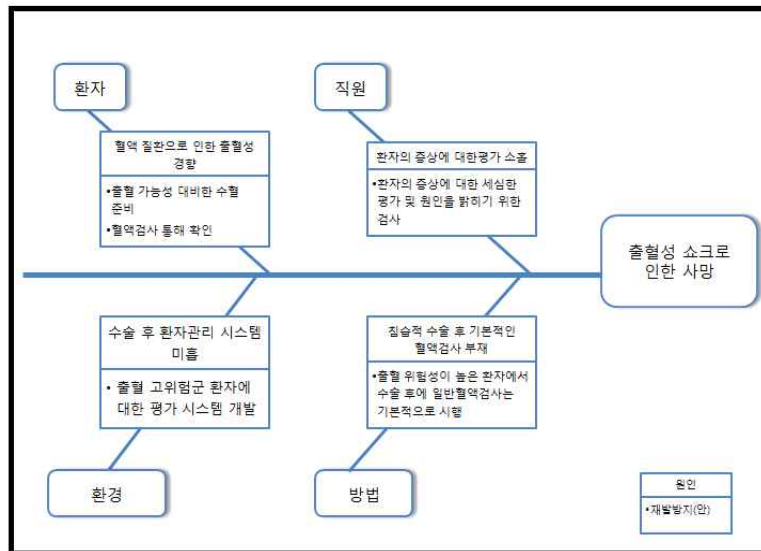 환자
직원
혈액 질환으로 인한 출혈성
경향
•출혈 가능성 대비한 수혈
준비
•혈액검사 통해 확인
환자의 증상에 대한평가 소홀
•환자의 증상에 대한 세심한
평가 및 원인을 밝히기 위한
검사
출혈성 쇼크로
인한 사망
수술 후 환자관리 시스템
미흡
• 출혈 고위험군 환자에
대한 평가 시스템 개발
침습적 수술 후 기본적인
혈액검사 부재
•출혈 위험성이 높은 환자에서
수술 후에 일반혈액검사는
기본적으로 시행
환경
방법
원인
•재발방지(안)